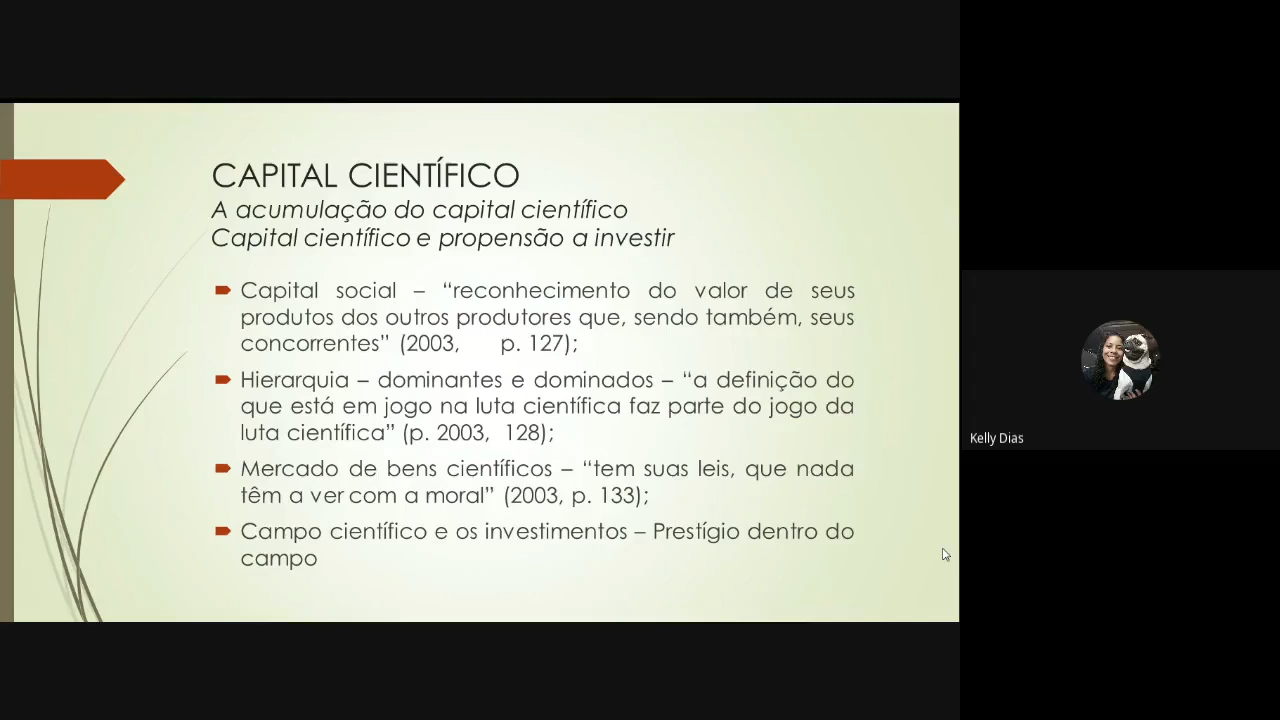 CAPITAL CIENTÍFICO
A acumulação do capital científico
Capital científico e propensão a investir
Capital social – “reconhecimento do valor de seus
produtos dos outros produtores que, sendo também, seus
concorrentes” (2003, p. 127);
Hierarquia – dominantes e dominados – “a definição do
que está em jogo na luta científica faz parte do jogo da
luta científica” (p. 2003, 128);
Mercado de bens científicos – “tem suas leis, que nada
têm a ver com a moral” (2003, p. 133);
Campo científico e os investimentos – Prestígio dentro do
campo
Kelly Dias